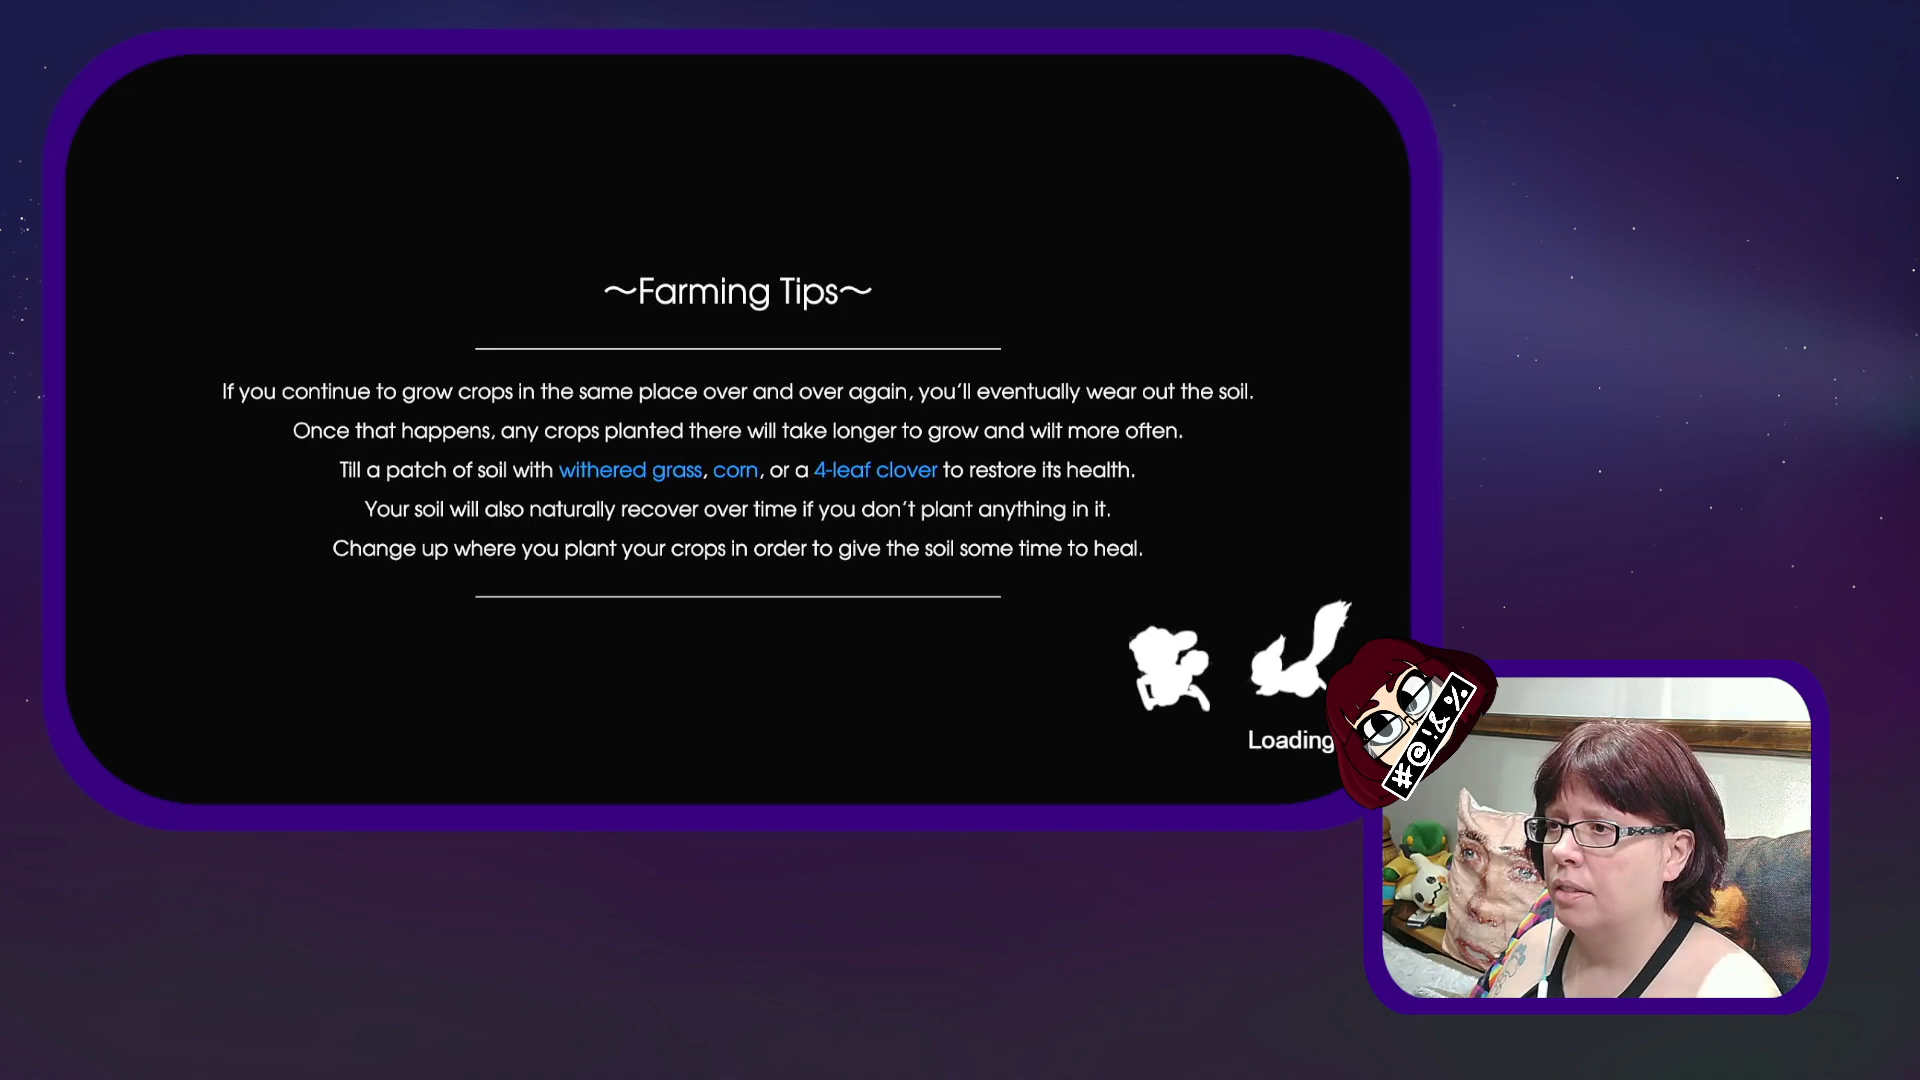 ～Farming Tips～
If you continue to grow crops in the same place over and over again, you'll eventually wear out the soil.
Once that happens, any crops planted there will take longer to grow and wilt more often.
Till a patch of soil with withered grass, corn, or a 4-leaf clover to restore its health.
Your soil will also naturally recover over time if you don't plant anything in it.
Change up where you plant your crops in order to give the soil some time to heal.
Loading
#@!&%